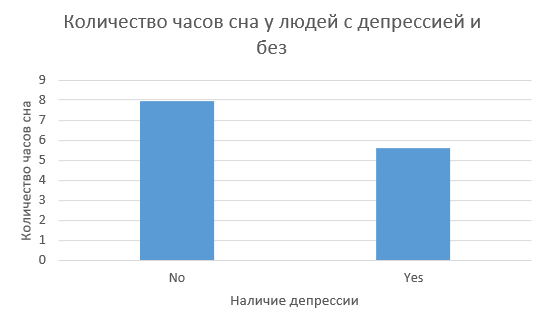 Количество часов сна у людей с депрессией и
без
Количество часов сна
9
8
7
6
5
4
3
2
1
0
No
Yes
Наличие депрессии